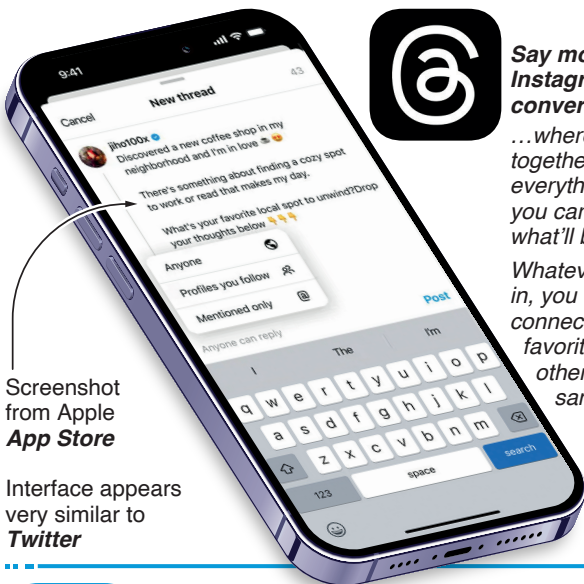 9:41
Cancel
New thread
43
jiho100x
Discovered a new coffee shop in my
neighborhood and I'm in love ☕ 😍
There's something about finding a cozy spot
to work or read that makes my day.
What's your favorite local spot to unwind?Drop
your thoughts below 👇👇👇
Anyone
Profiles you follow
Mentioned only
Anyone can reply
Post
I The I'm
q w e r t y u i o p
a s d f g h j k l
z x c v b n m
123 space search
Screenshot
from Apple
App Store
Interface appears
very similar to
Twitter
Instagr
conver
…where
together
everythi
you can
what'll b
Whatev
in, you
connec
favorit
other
sar
Say mo